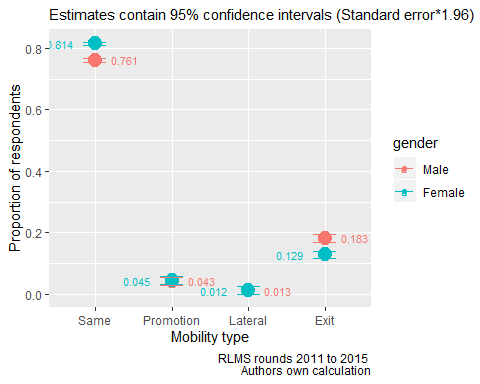 Estimates contain 95% confidence intervals (Standard error*1.96)
Proportion of respondents
0.8
0.6
0.4
0.2
0.0
0.814
0.761
0.045
0.043
0.012
0.013
0.183
0.129
Same Promotion Lateral Exit
Mobility type
gender
a Male
a Female
RLMS rounds 2011 to 2015
Authors own calculation